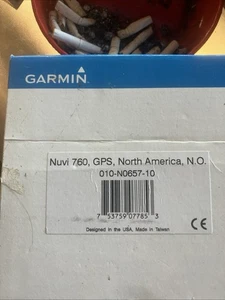 GARMIN
Nuvi 760, GPS, North America, N.O.
010-N0657-10
7 53759 07785 3
Designed in the USA, Made in Taiwan
CE